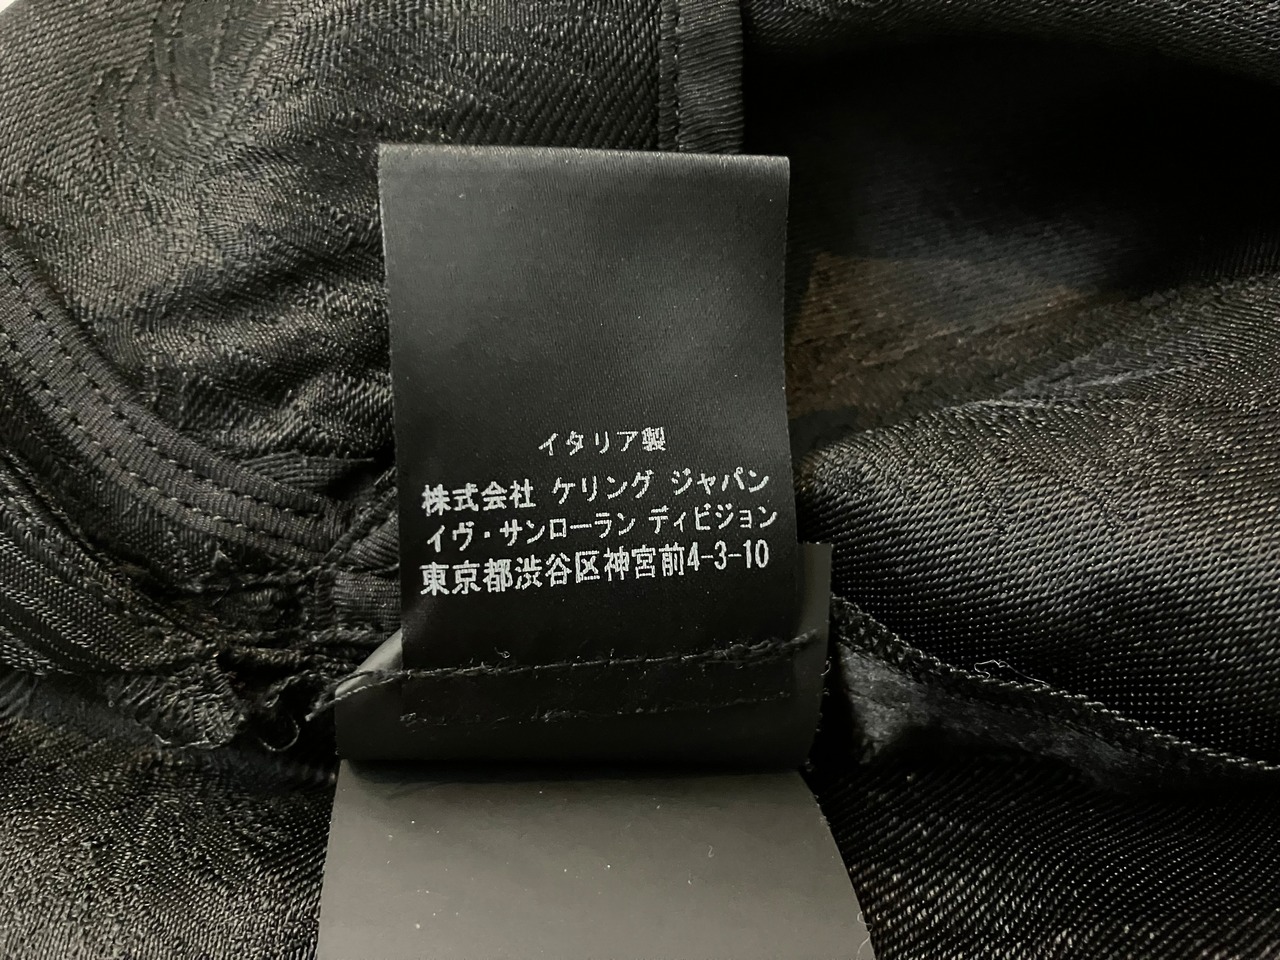 イタリア製
株式会社 ケリング ジャパン
イヴ・サンローラン ディビジョン
東京都渋谷区神宮前4-3-10